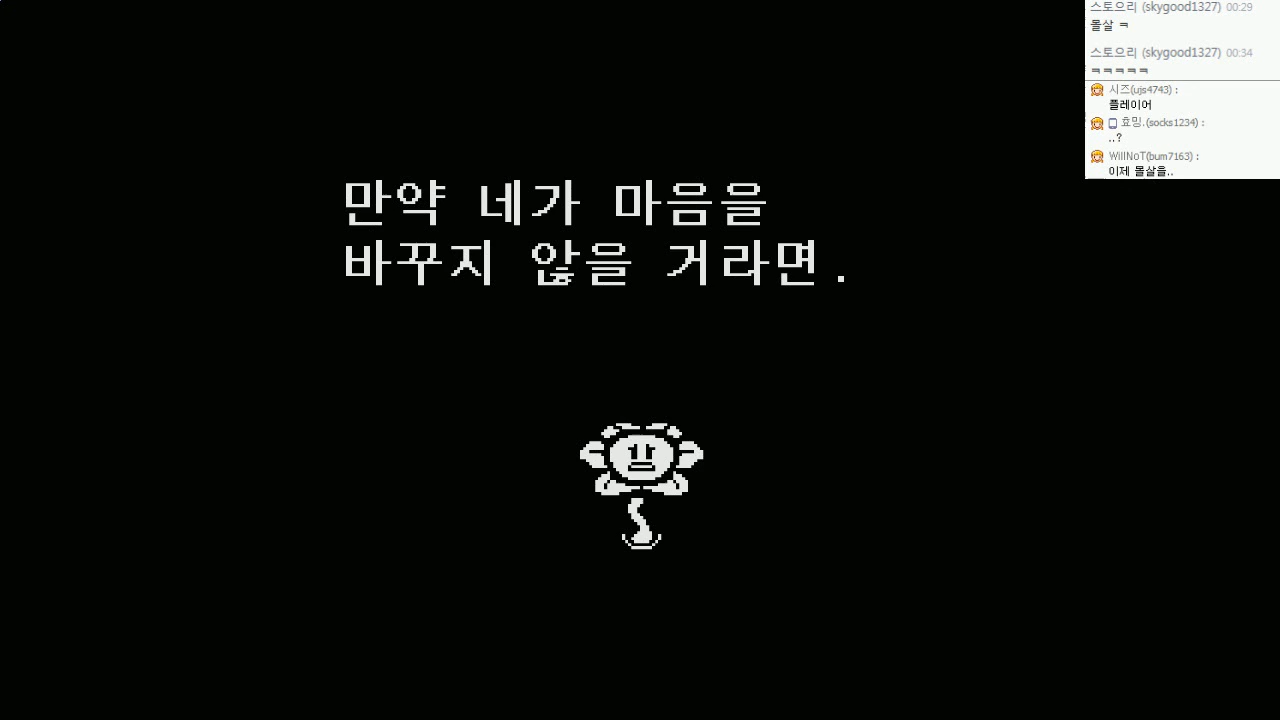 만약 네가 마음을
바꾸지 않을 거라면.
스토으리 (skygood1327) 00:29
몰살 ㅋ
스토으리 (skygood1327) 00:34
ㅋㅋㅋㅋㅋ
시즈(ujs4743) :
플레이어
효밍.(socks1234) :
..?
WillNoT(bum7163) :
이제 몰살을..